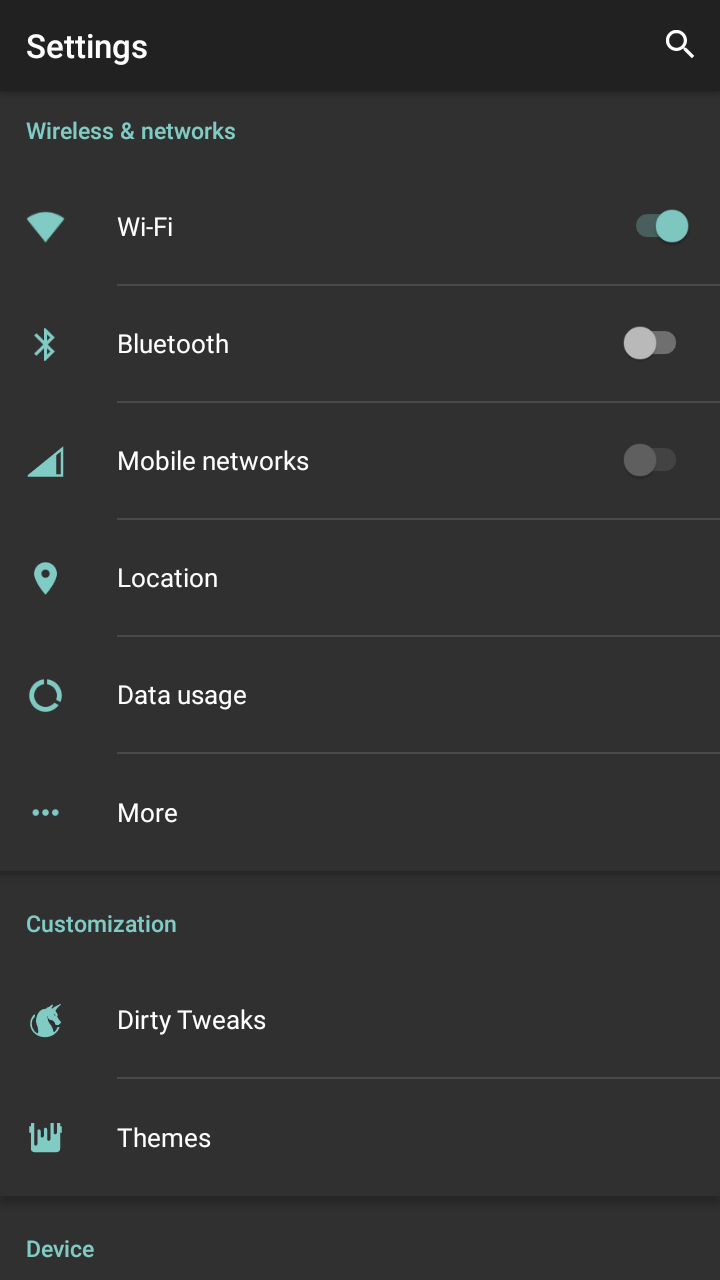 Settings
Wireless & networks
Wi-Fi
Bluetooth
Mobile networks
Location
Data usage
More
Customization
Dirty Tweaks
Themes
Device